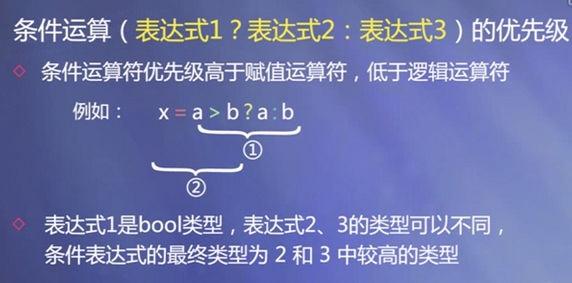 条件运算（表达式1？表达式2：表达式3）的优先级
条件运算符优先级高于赋值运算符，低于逻辑运算符
例如： x = a > b ? a : b
①
②
表达式1是bool类型，表达式2、3的类型可以不同，
条件表达式的最终类型为 2 和 3 中较高的类型